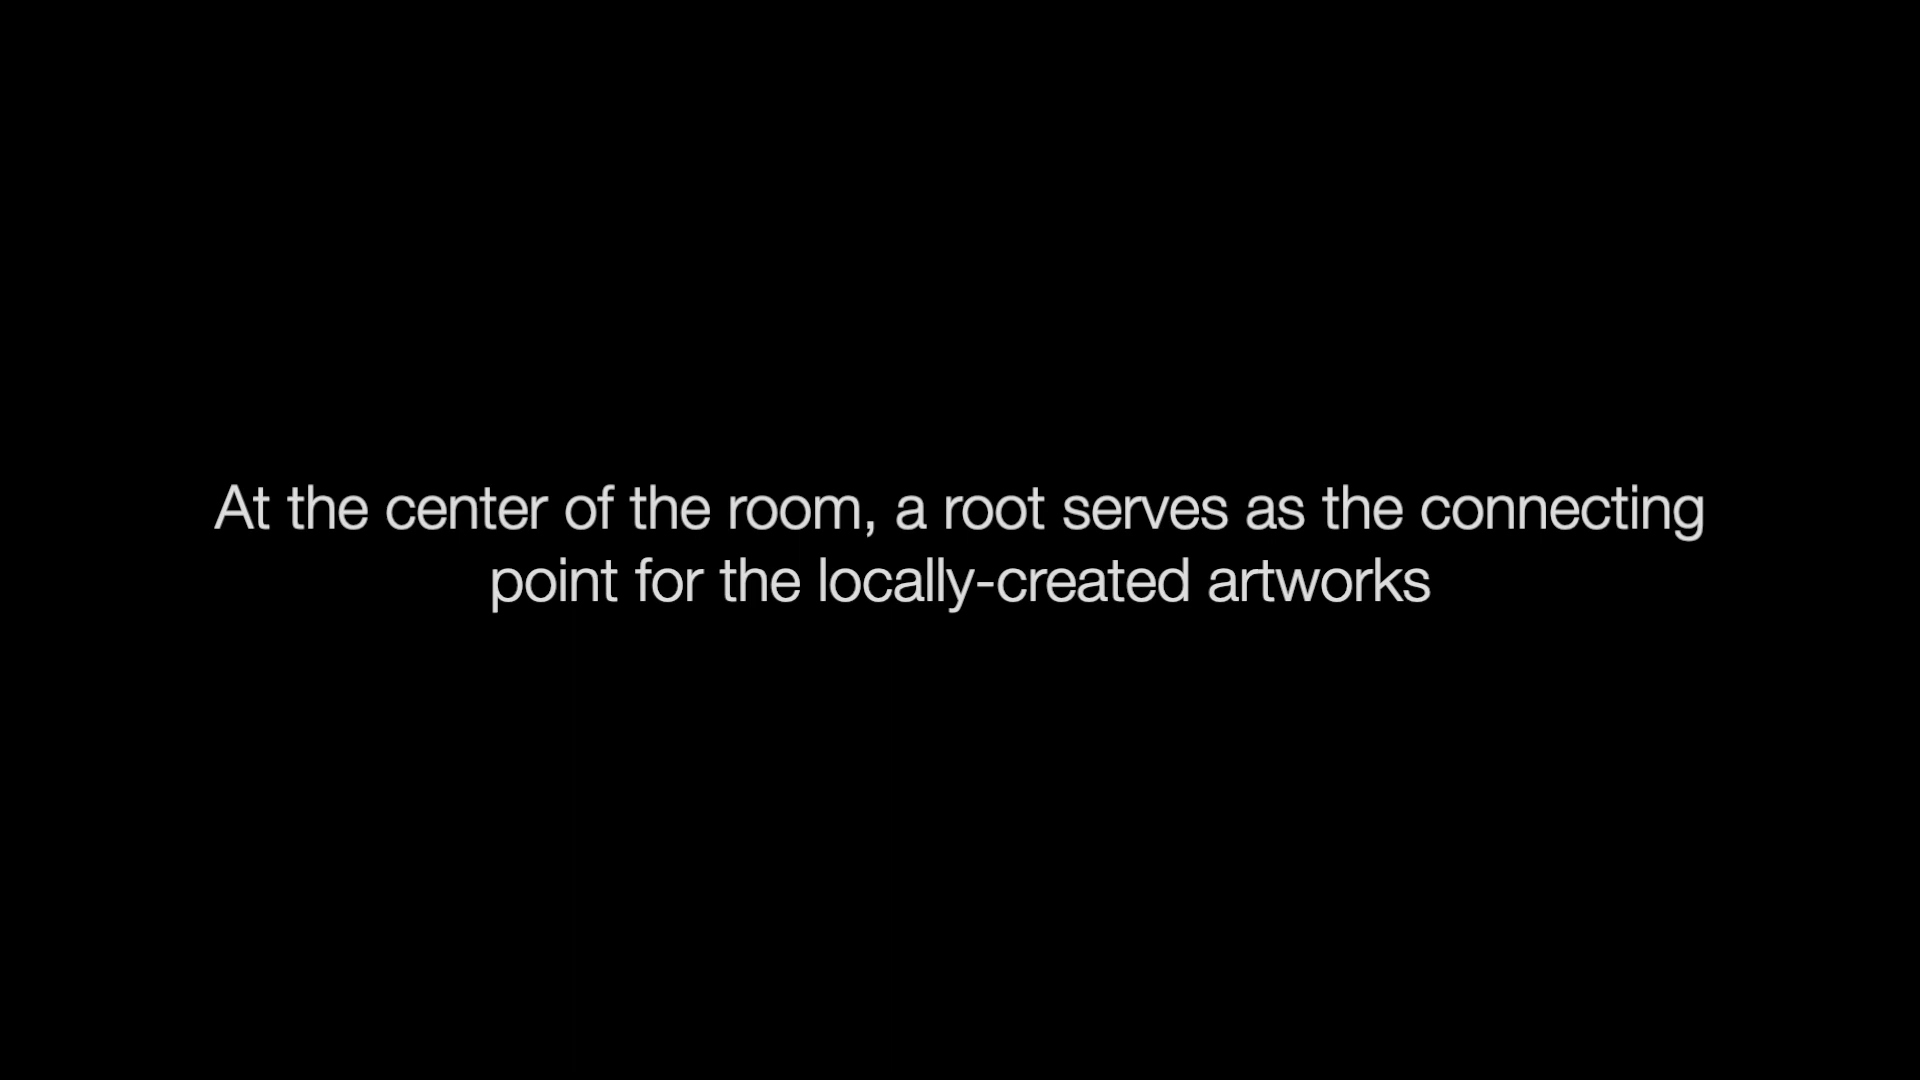 At the center of the room, a root serves as the connecting
point for the locally-created artworks